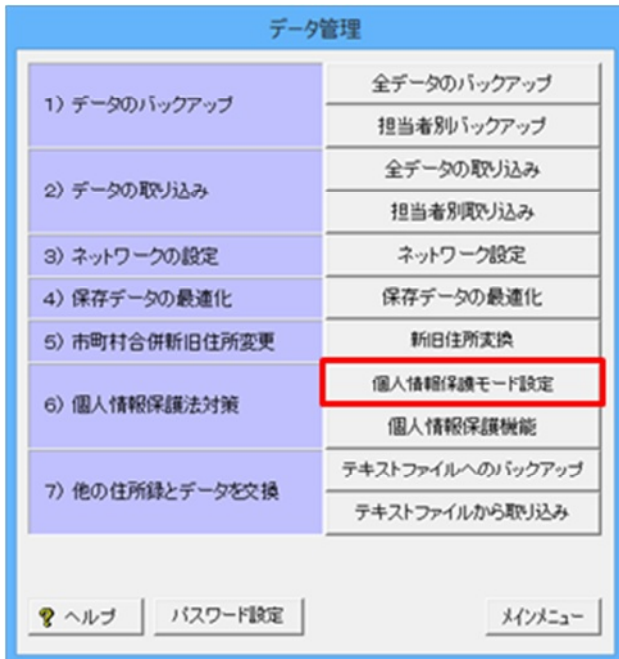 データ管理
1) データのバックアップ
全データのバックアップ
担当者別バックアップ
2) データの取り込み
全データの取り込み
担当者別取り込み
3) ネットワークの設定
ネットワーク設定
4) 保存データの最適化
保存データの最適化
5) 市町村合併新旧住所変更
新旧住所変換
6) 個人情報保護法対策
個人情報保護モード設定
個人情報保護機能
7) 他の住所録とデータを交換
テキストファイルへのバックアップ
テキストファイルから取り込み
? ヘルプ
パスワード設定
メインメニュー